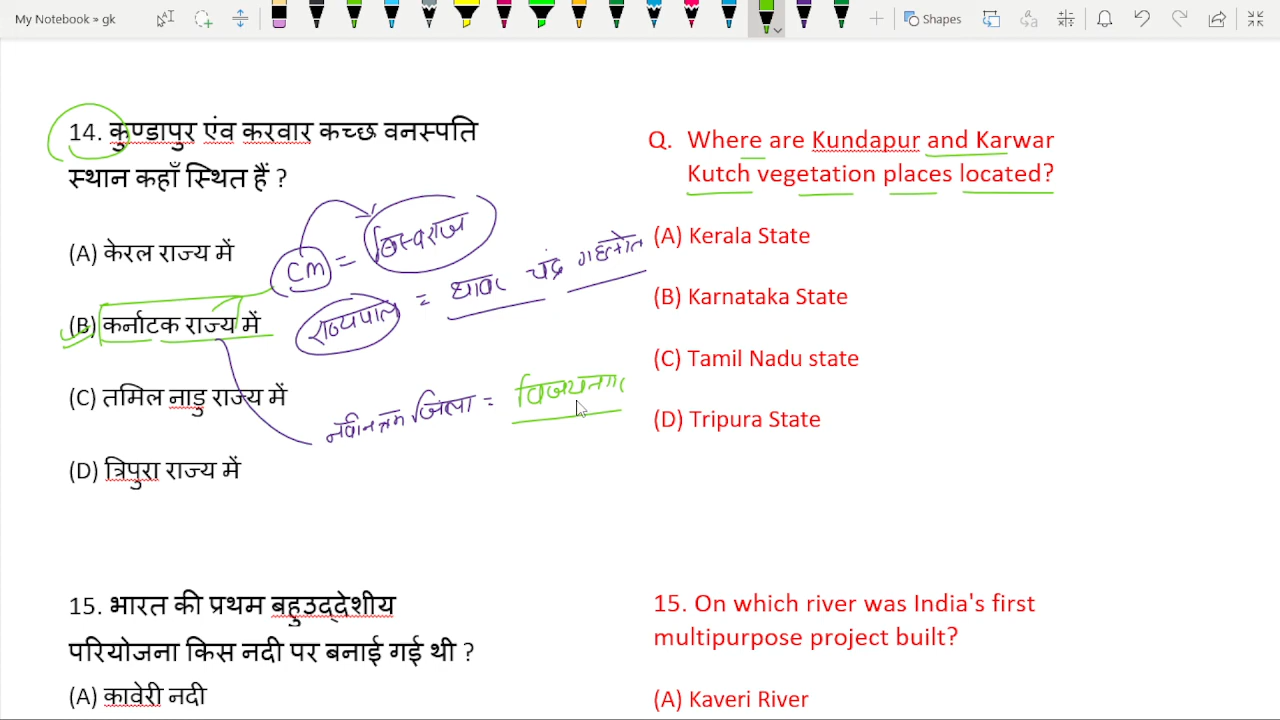 My Notebook » gk
Shapes
14. कुण्डापुर एंव करवार कच्छ वनस्पति
स्थान कहाँ स्थित हैं ?
(A) केरल राज्य में
(B) कर्नाटक राज्य में
(C) तमिल नाडु राज्य में
(D) त्रिपुरा राज्य में
CM =
राज्यपाल = थावर चंद्र गहलोत
नवीनतम जिला = विजयनगर
Q. Where are Kundapur and Karwar
Kutch vegetation places located?
(A) Kerala State
(B) Karnataka State
(C) Tamil Nadu state
(D) Tripura State
15. भारत की प्रथम बहुउद्देशीय
परियोजना किस नदी पर बनाई गई थी ?
(A) कावेरी नदी
15. On which river was India's first
multipurpose project built?
(A) Kaveri River